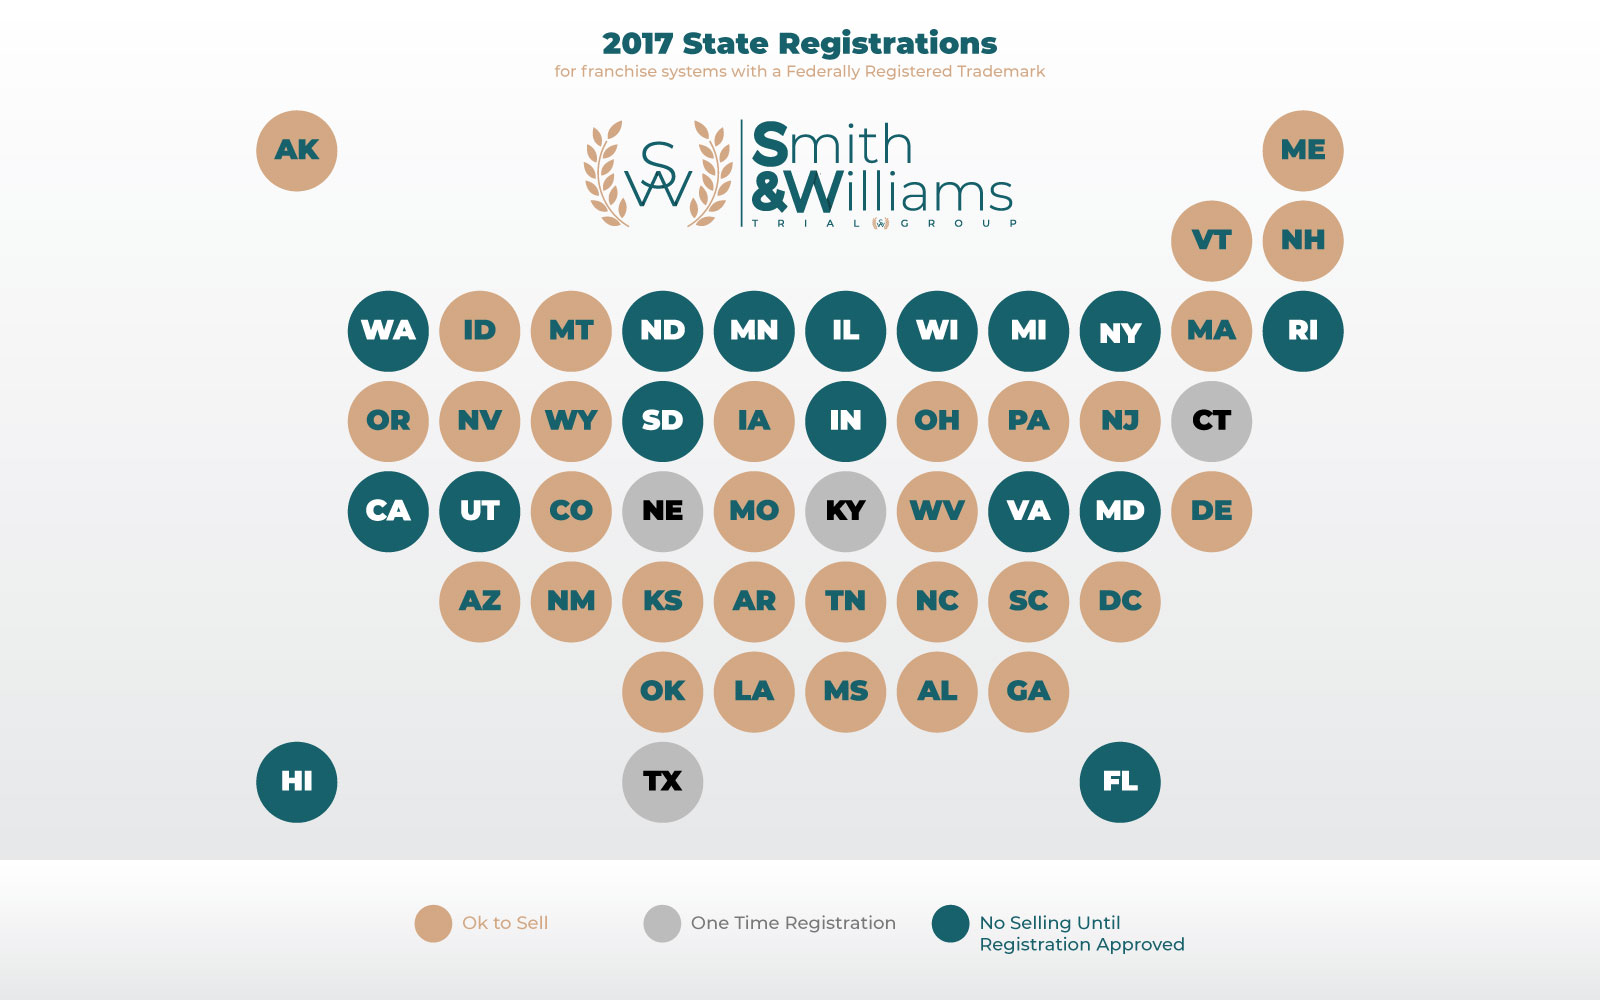 2017 State Registrations
for franchise systems with a Federally Registered Trademark
AK
SW
Smith
&Williams
TRIAL SW GROUP
ME
VT NH
WA ID MT ND MN IL WI MI NY MA RI
OR NV WY SD IA IN OH PA NJ CT
CA UT CO NE MO KY WV VA MD DE
AZ NM KS AR TN NC SC DC
OK LA MS AL GA
HI TX FL
Ok to Sell
One Time Registration
No Selling Until
Registration Approved